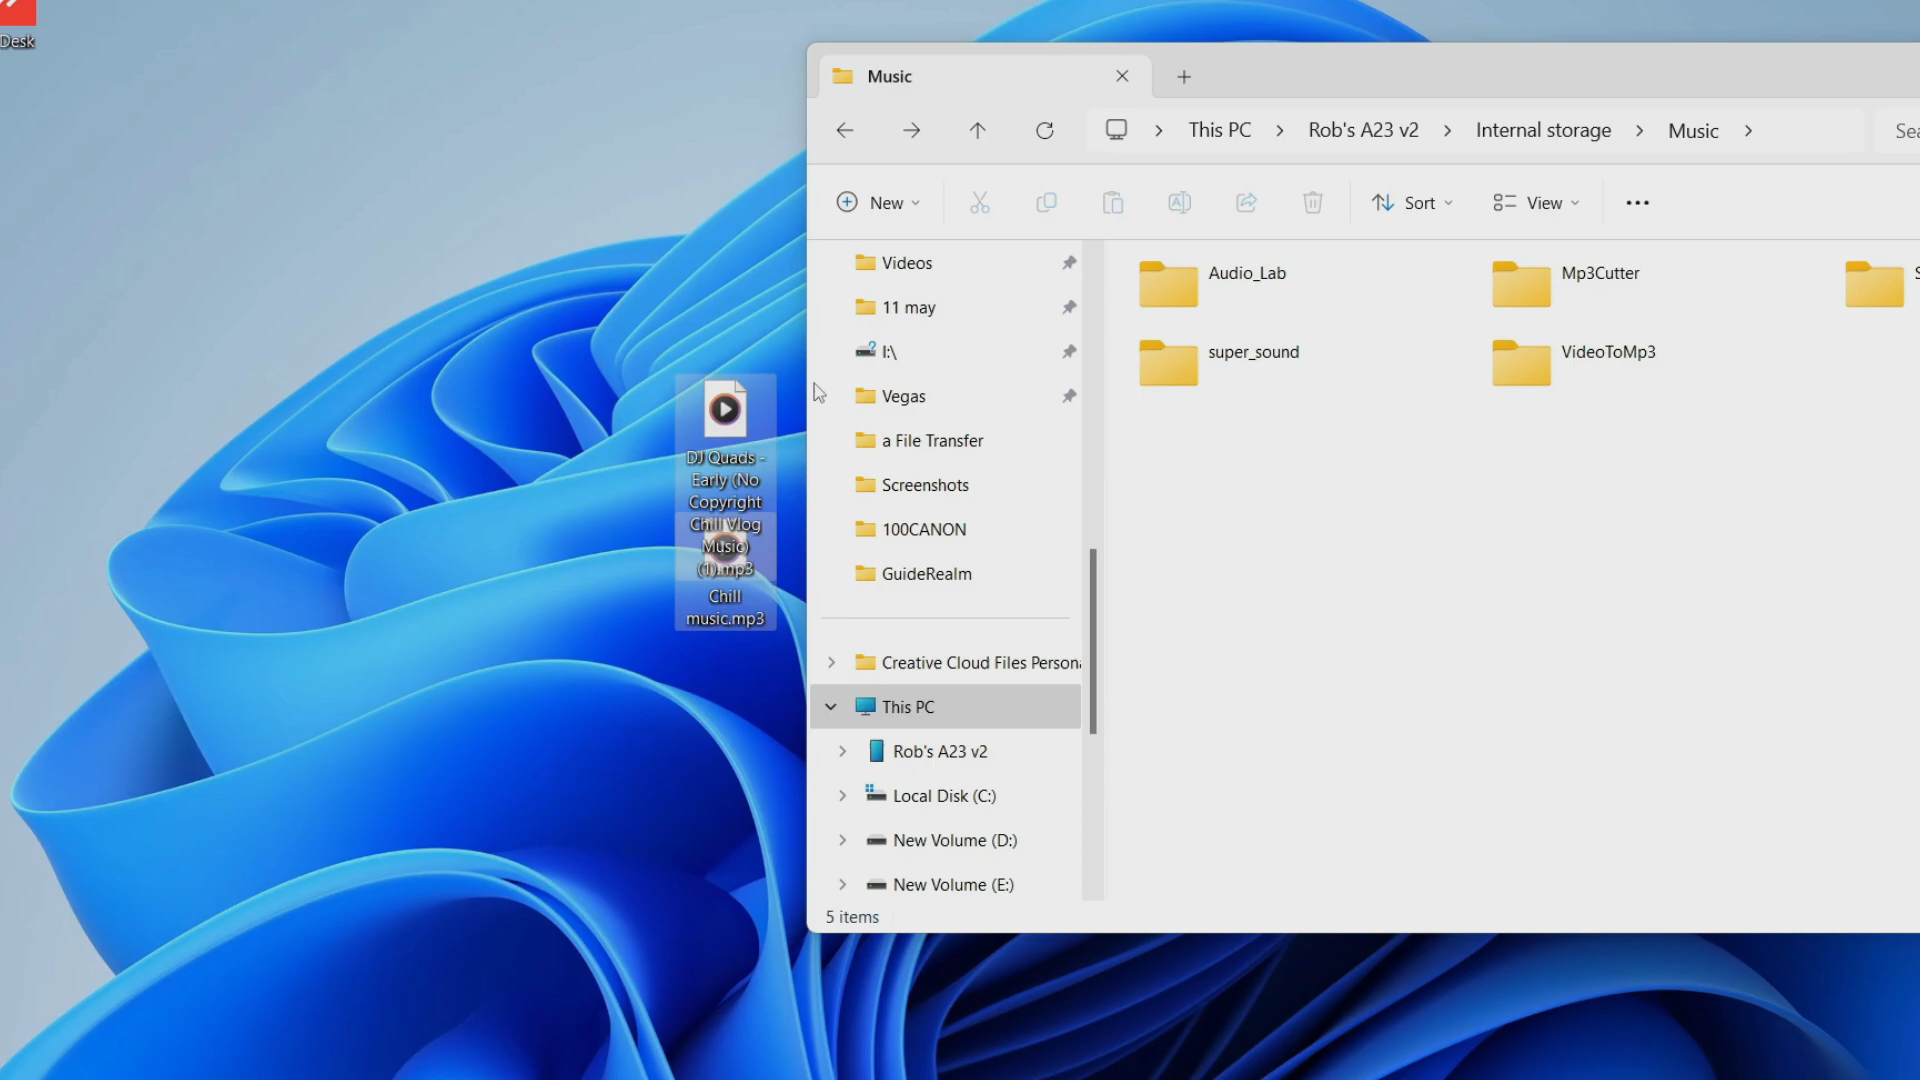 Desk
Music
This PC
Rob's A23 v2
Internal storage
Music
New
Sort
View
Videos
11 may
I:\
Vegas
a File Transfer
Screenshots
100CANON
GuideRealm
Creative Cloud Files Persona
This PC
Rob's A23 v2
Local Disk (C:)
New Volume (D:)
New Volume (E:)
5 items
Audio_Lab
Mp3Cutter
super_sound
VideoToMp3
DJ Quads -
Early (No
Copyright
Chill Vlog
Music)
(1).mp3
Chill
music.mp3